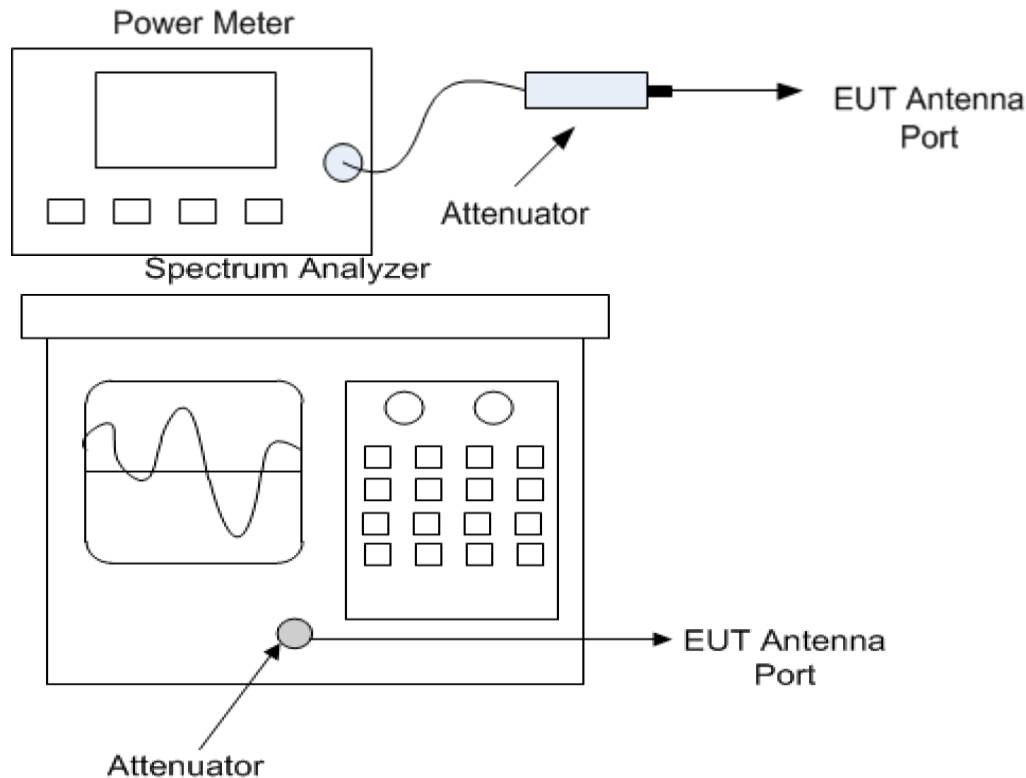 Power Meter
EUT Antenna
Port
Attenuator
Spectrum Analyzer
EUT Antenna
Port
Attenuator